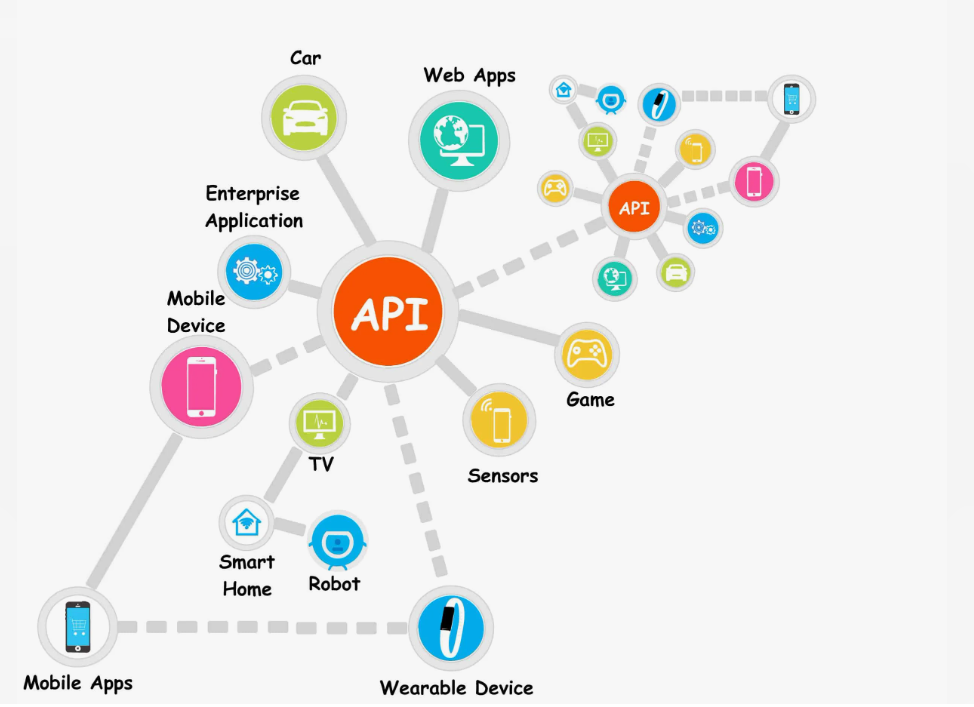 Car
Web Apps
Enterprise
Application
API
Mobile
Device
API
Game
TV
Sensors
Smart
Home
Robot
Mobile Apps
Wearable Device